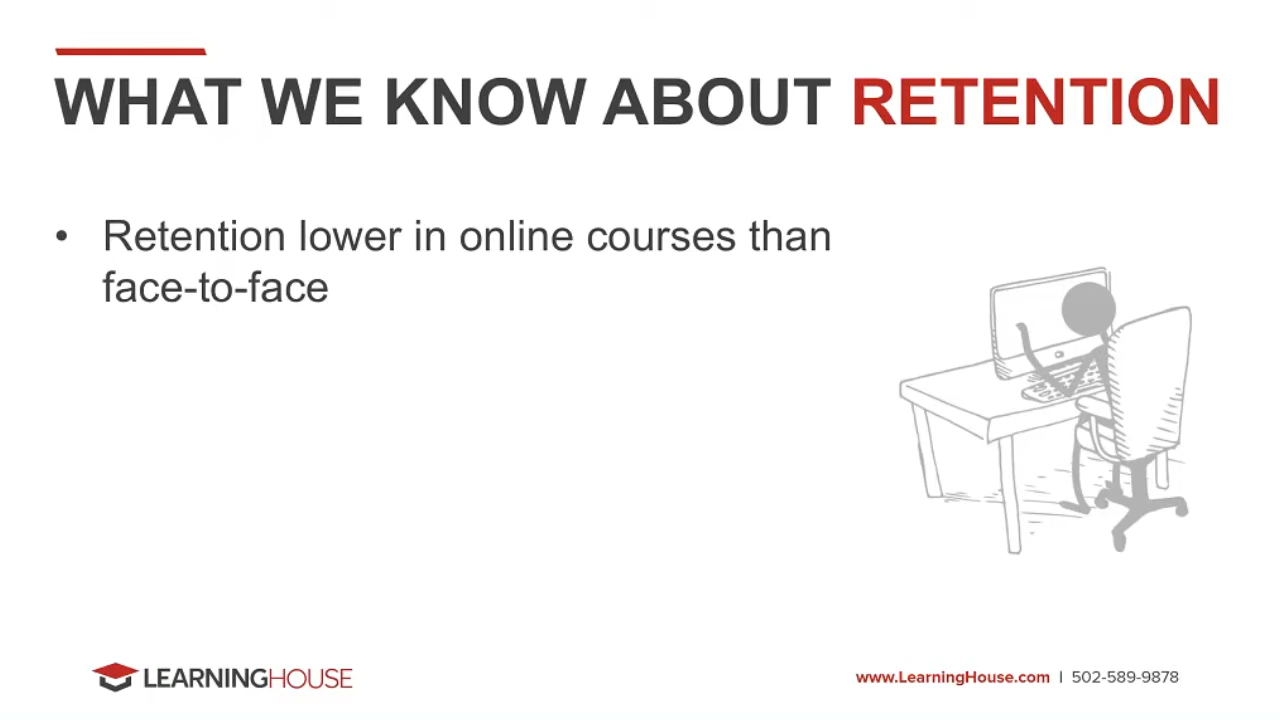 WHAT WE KNOW ABOUT RETENTION
• Retention lower in online courses than
face-to-face
LEARNINGHOUSE
www.LearningHouse.com | 502-589-9878